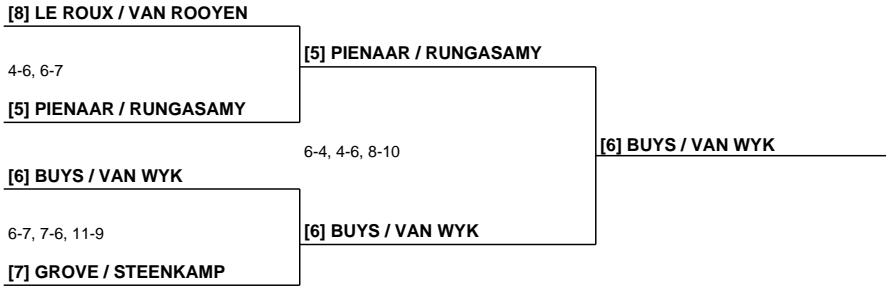 [8] LE ROUX / VAN ROOYEN
4-6, 6-7
[5] PIENAAR / RUNGASAMY
[5] PIENAAR / RUNGASAMY
6-4, 4-6, 8-10
[6] BUYS / VAN WYK
[6] BUYS / VAN WYK
6-7, 7-6, 11-9
[6] BUYS / VAN WYK
[7] GROVE / STEENKAMP